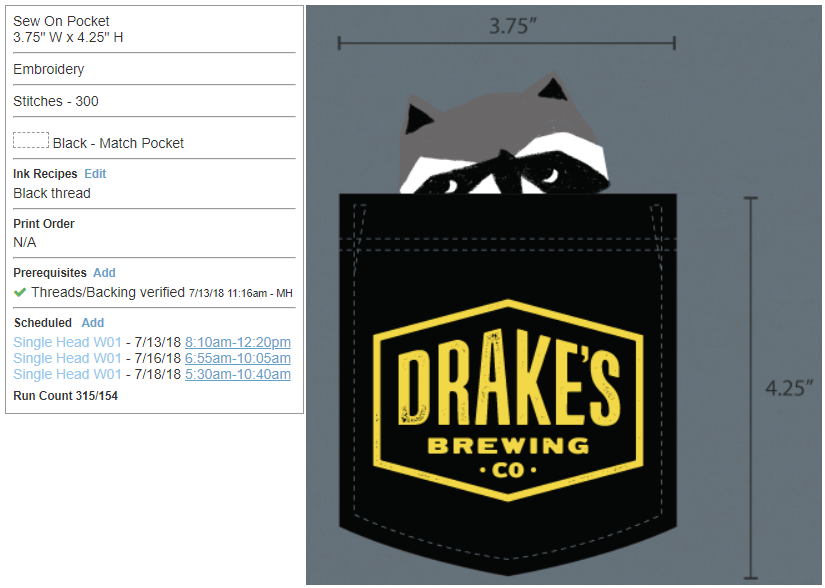 Sew On Pocket
3.75" W x 4.25" H
Embroidery
Stitches - 300
Black - Match Pocket
Ink Recipes Edit
Black thread
Print Order
N/A
Prerequisites Add
Threads/Backing verified 7/13/18 11:16am - MH
Scheduled Add
Single Head W01 - 7/13/18 8:10am-12:20pm
Single Head W01 - 7/16/18 6:55am-10:05am
Single Head W01 - 7/18/18 5:30am-10:40am
Run Count 315/154
3.75”
4.25”
DRAKE’S
BREWING
·CO·